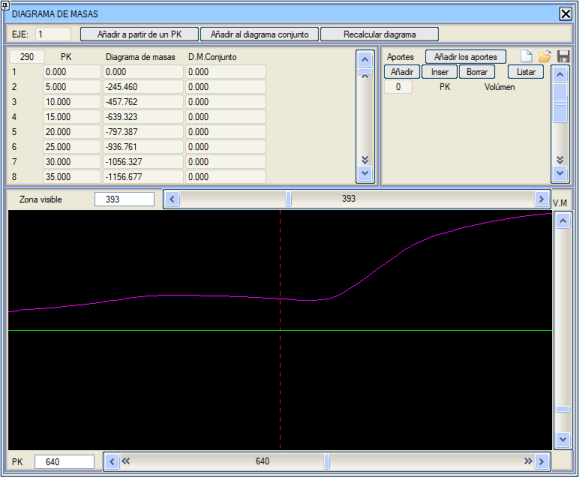 DIAGRAMA DE MASAS
EJE: 1 Añadir a partir de un PK Añadir al diagrama conjunto Recalcular diagrama
290 PK Diagrama de masas D.M.Conjunto
1 0.000 0.000 0.000
2 5.000 -245.460 0.000
3 10.000 -457.762 0.000
4 15.000 -639.323 0.000
5 20.000 -797.387 0.000
6 25.000 -936.761 0.000
7 30.000 -1056.327 0.000
8 35.000 -1156.677 0.000
Aportes Añadir los aportes
Añadir Inser Borrar Listar
0 PK Volúmen
Zona visible 393 393 V.M
PK 640 640